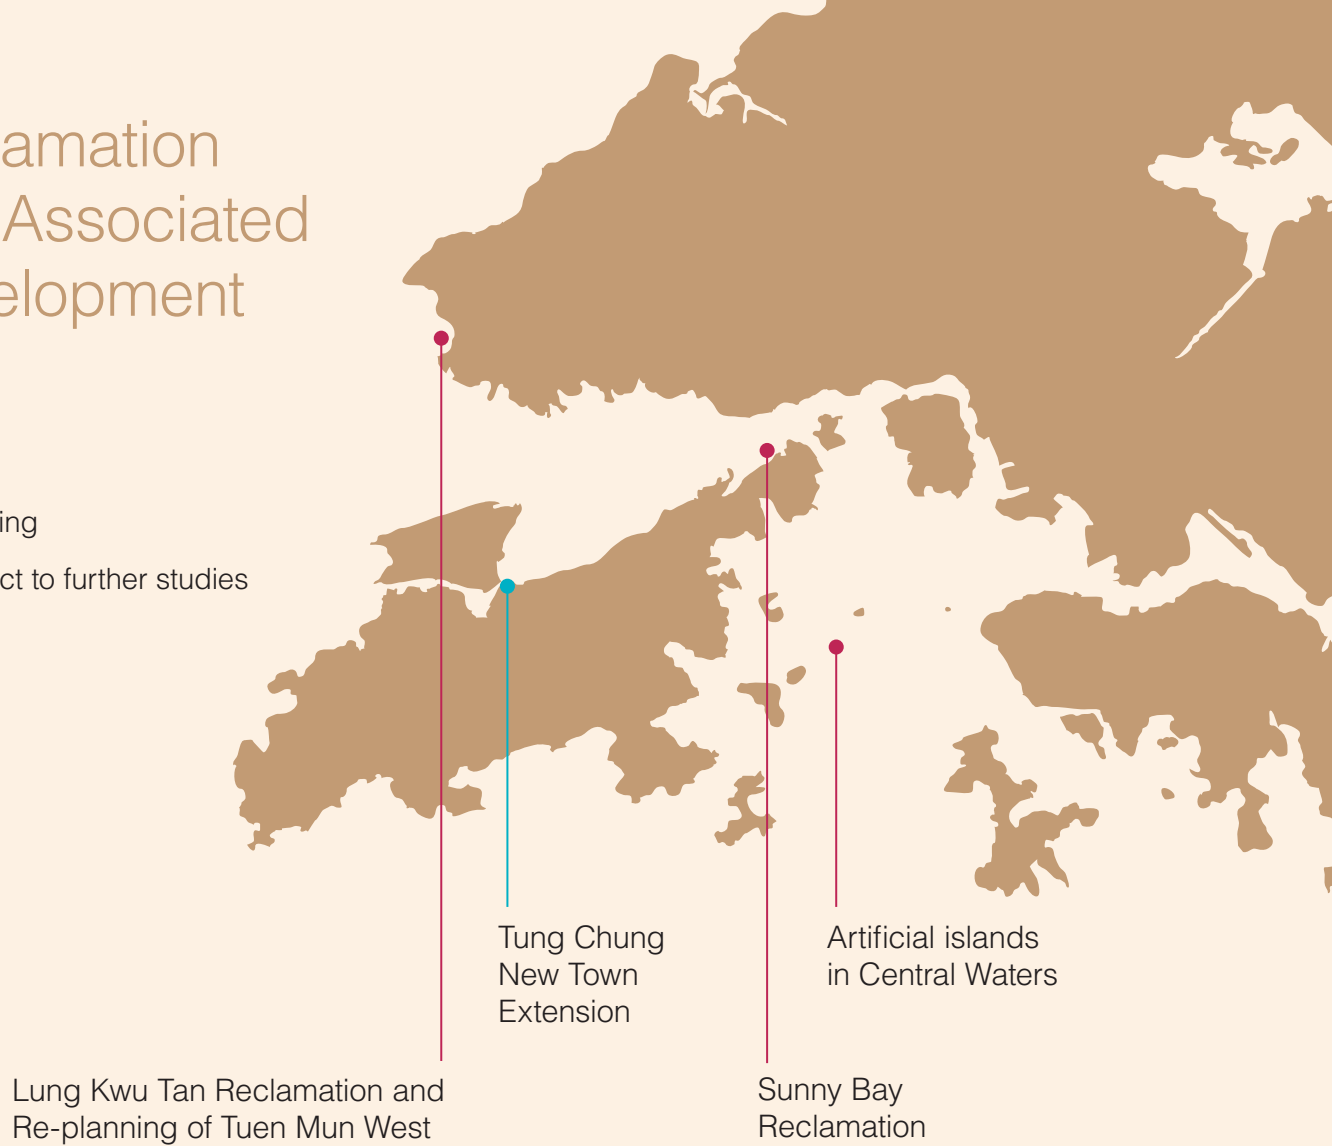 amation
Associated
elopment
ing
ct to further studies
Tung Chung
New Town
Extension
Artificial islands
in Central Waters
Lung Kwu Tan Reclamation and
Re-planning of Tuen Mun West
Sunny Bay
Reclamation